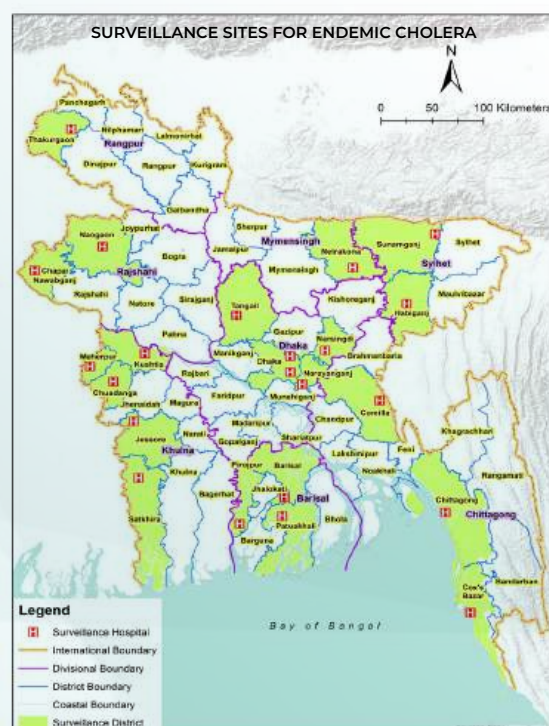 SURVEILLANCE SITES FOR ENDEMIC CHOLERA
N
0 50 100 Kilometers
Panchagarh
Thakurgaon
Nilphamari
Lalmonirhat
Rangpur
Dinajpur
Rangpur
Kurigram
Gaibandha
Joypurhat
Naogaon
Bogra
Chapai
Nawabganj
Rajshahi
Rajshahi
Natore
Sirajganj
Pabna
Sherpur
Jamalpur
Mymensingh
Mymensingh
Netrakona
Sunamganj
Sylhet
Sylhet
Habiganj
Maulvibazar
Tangail
Kishoreganj
Gazipur
Narsingdi
Dhaka
Manikganj
Dhaka
Narayanganj
Brahmanbaria
Munshiganj
Comilla
Meherpur
Kushtia
Chuadanga
Rajbari
Faridpur
Jhenaidah
Magura
Madaripur
Chandpur
Jessore
Narail
Gopalganj
Shariatpur
Khulna
Khulna
Lakshmipur
Noakhali
Feni
Khagrachhari
Rangamati
Pirojpur
Barisal
Jhalokati
Barisal
Bagerhat
Satkhira
Patuakhali
Bhola
Barguna
Chittagong
Chittagong
Bandarban
Cox's
Bazar
Bay of Bengal
Legend
H Surveillance Hospital
International Boundary
Divisional Boundary
District Boundary
Coastal Boundary
Surveillance District